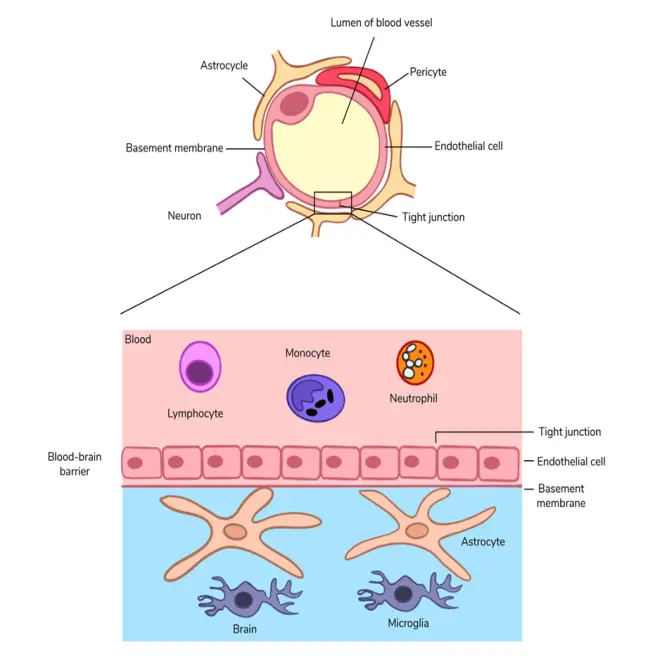 Lumen of blood vessel
Astrocycle
Pericyte
Basement membrane
Endothelial cell
Neuron
Tight junction
Blood
Monocyte
Neutrophil
Lymphocyte
Tight junction
Blood-brain
barrier
Endothelial cell
Basement
membrane
Astrocyte
Brain
Microglia